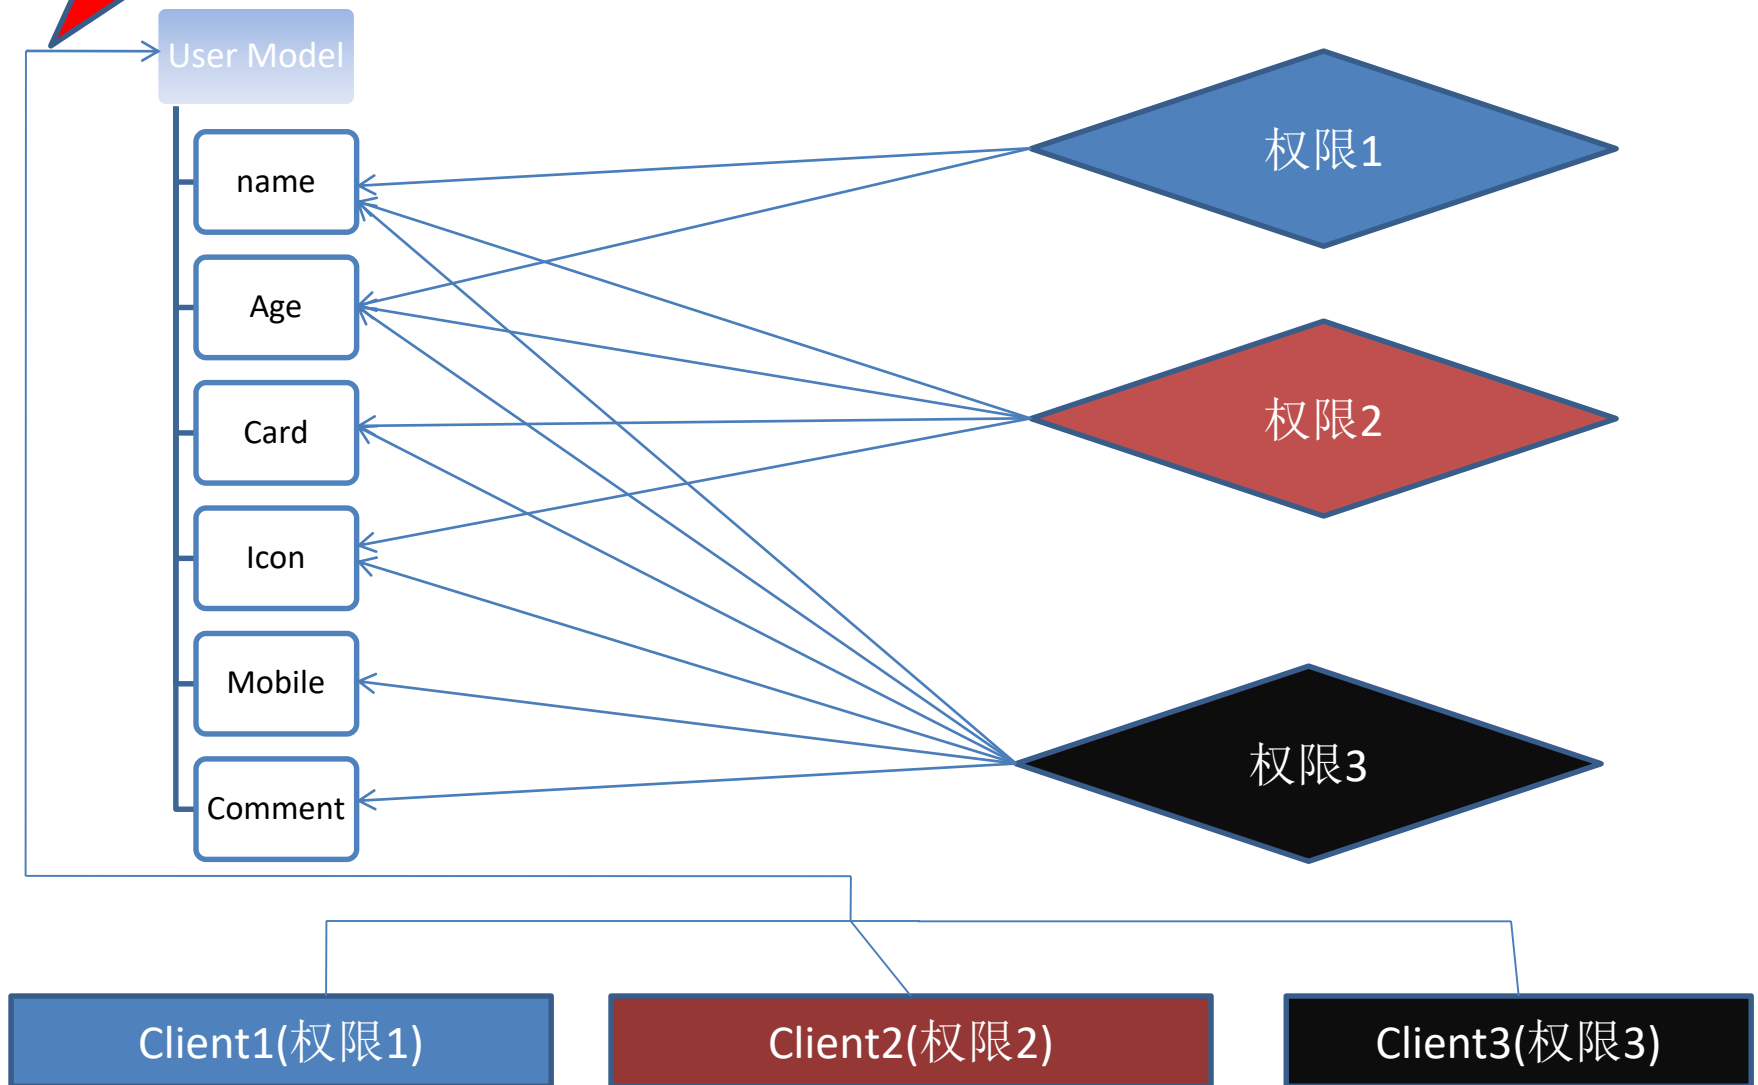 User Model
name
Age
Card
Icon
Mobile
Comment
权限1
权限2
权限3
Client1(权限1)
Client2(权限2)
Client3(权限3)